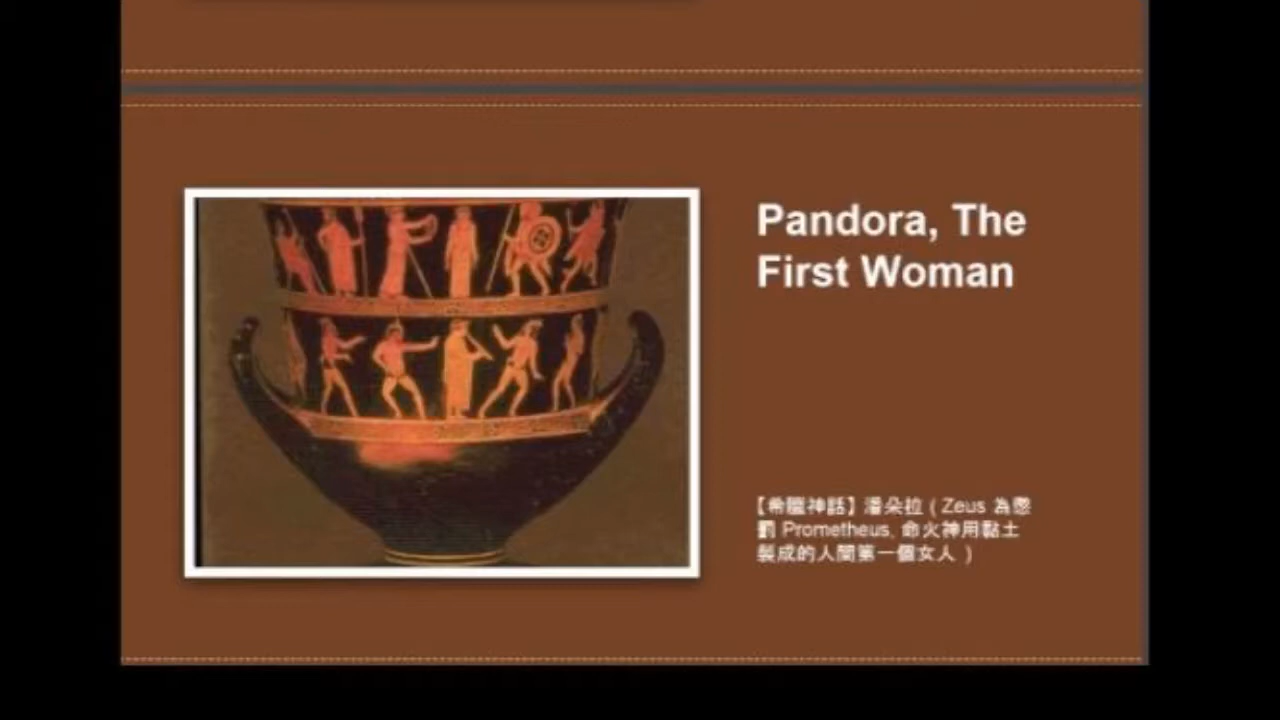 Pandora, The
First Woman
【希臘神話】潘朵拉 ( Zeus 為懲
罰 Prometheus, 命火神用黏土
製成的人間第一個女人 )